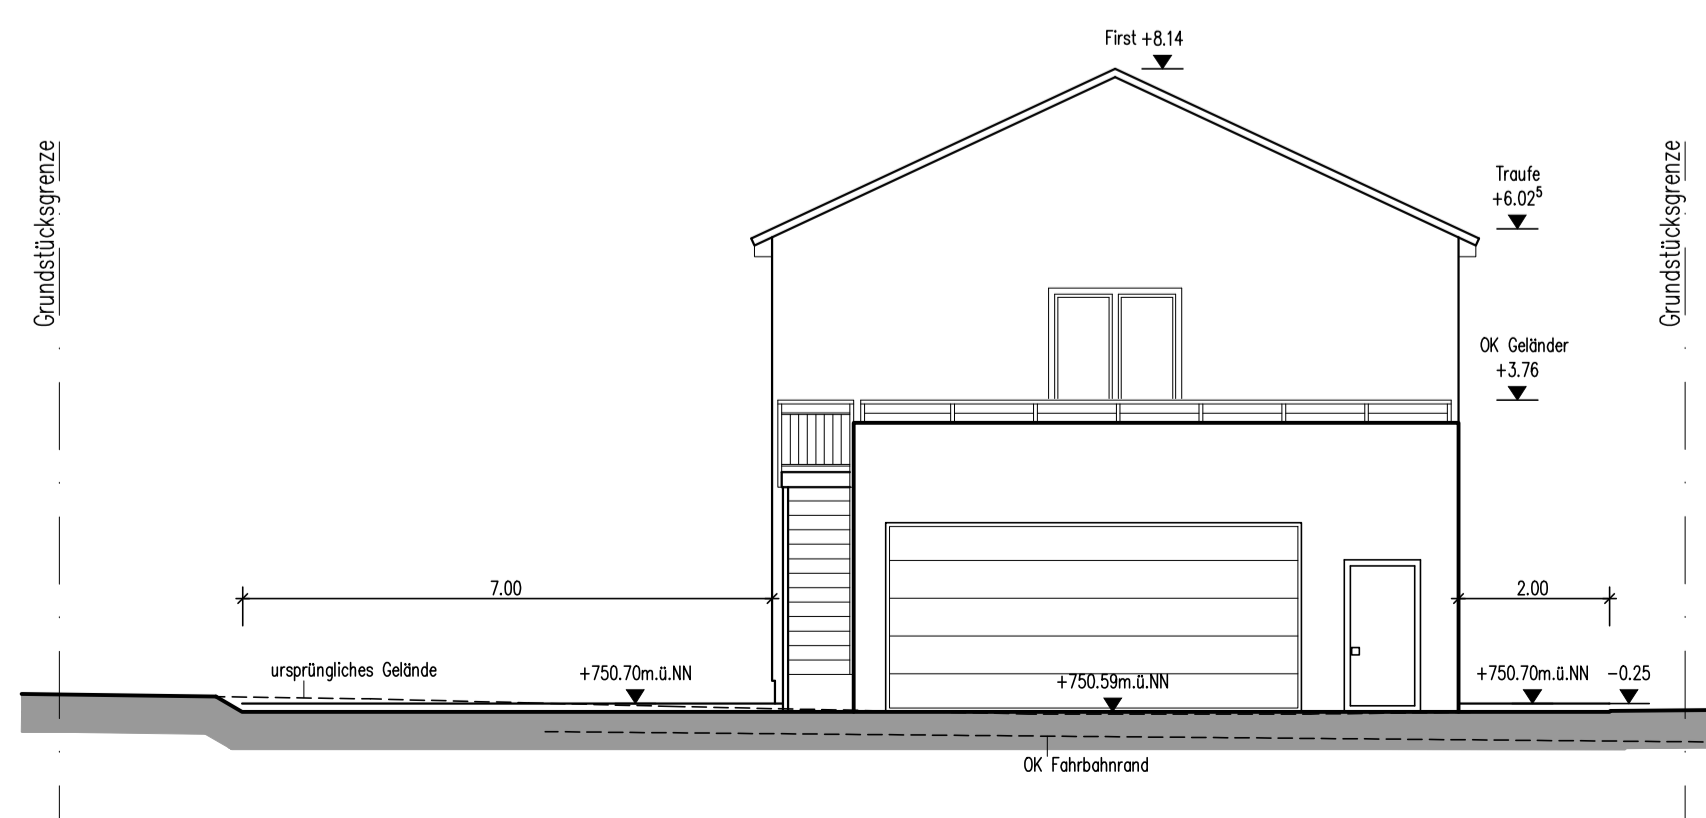 First +8.14
Grundstücksgrenze
Grundstücksgrenze
Traufe
+6.02⁵
OK Geländer
+3.76
7.00
2.00
ursprüngliches Gelände
+750.70m.ü.NN
+750.59m.ü.NN
+750.70m.ü.NN
-0.25
OK Fahrbahnrand